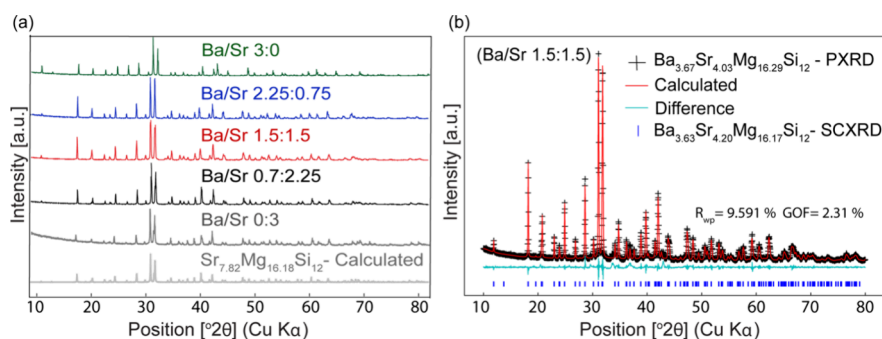 (a)
Intensity [a.u.]
Ba/Sr 3:0
Ba/Sr 2.25:0.75
Ba/Sr 1.5:1.5
Ba/Sr 0.7:2.25
Ba/Sr 0:3
Sr₇.₈₂Mg₁₆.₁₈Si₁₂- Calculated
10 20 30 40 50 60 70 80
Position [°2θ] (Cu Kα)
(b)
Intensity [a.u.]
(Ba/Sr 1.5:1.5)
Ba₃.₆₇Sr₄.₀₃Mg₁₆.₂₉Si₁₂ - PXRD
Calculated
Difference
Ba₃.₆₃Sr₄.₂₀Mg₁₆.₁₇Si₁₂- SCXRD
R_wp= 9.591 % GOF= 2.31 %
10 20 30 40 50 60 70 80
Position [°2θ] (Cu Kα)